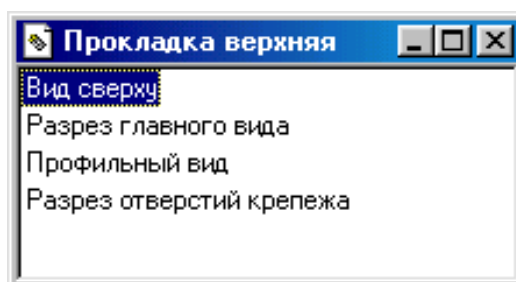 Прокладка верхняя
Вид сверху
Разрез главного вида
Профильный вид
Разрез отверстий крепежа